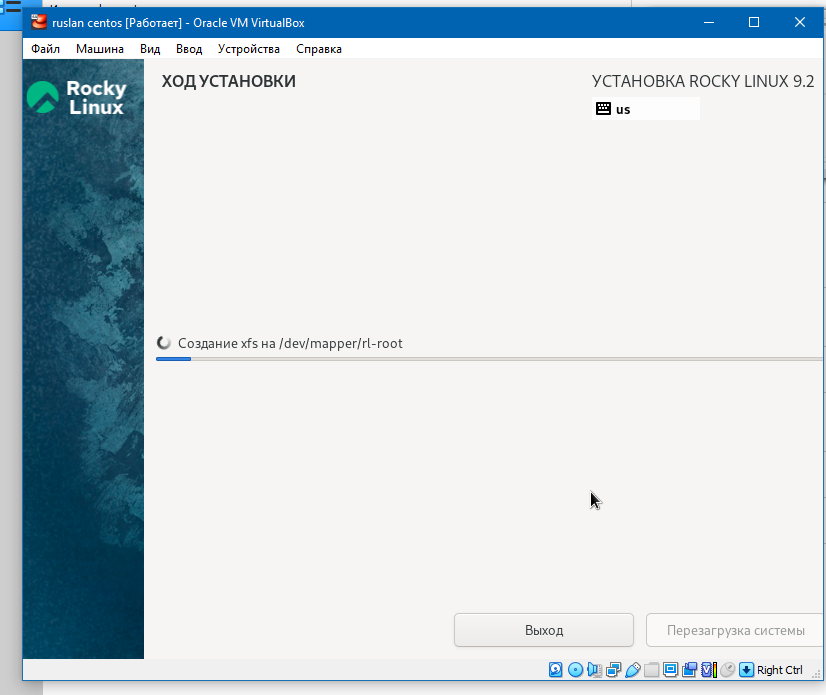 ruslan centos [Работает] - Oracle VM VirtualBox
Файл Машина Вид Ввод Устройства Справка
Rocky
Linux
ХОД УСТАНОВКИ
УСТАНОВКА ROCKY LINUX 9.2
us
Создание xfs на /dev/mapper/rl-root
Выход
Перезагрузка системы
Right Ctrl